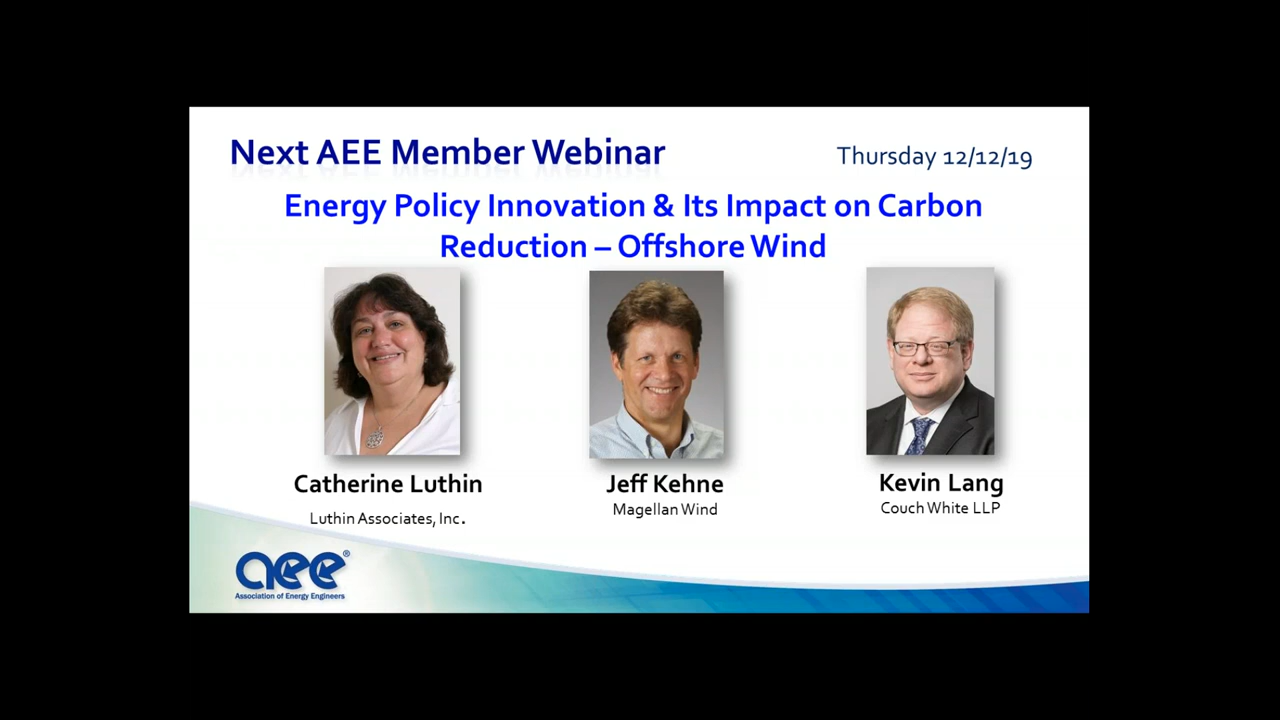 Next AEE Member Webinar
Thursday 12/12/19
Energy Policy Innovation & Its Impact on Carbon
Reduction – Offshore Wind
Catherine Luthin
Jeff Kehne
Kevin Lang
Luthin Associates, Inc.
Magellan Wind
Couch White LLP
aee®
Association of Energy Engineers